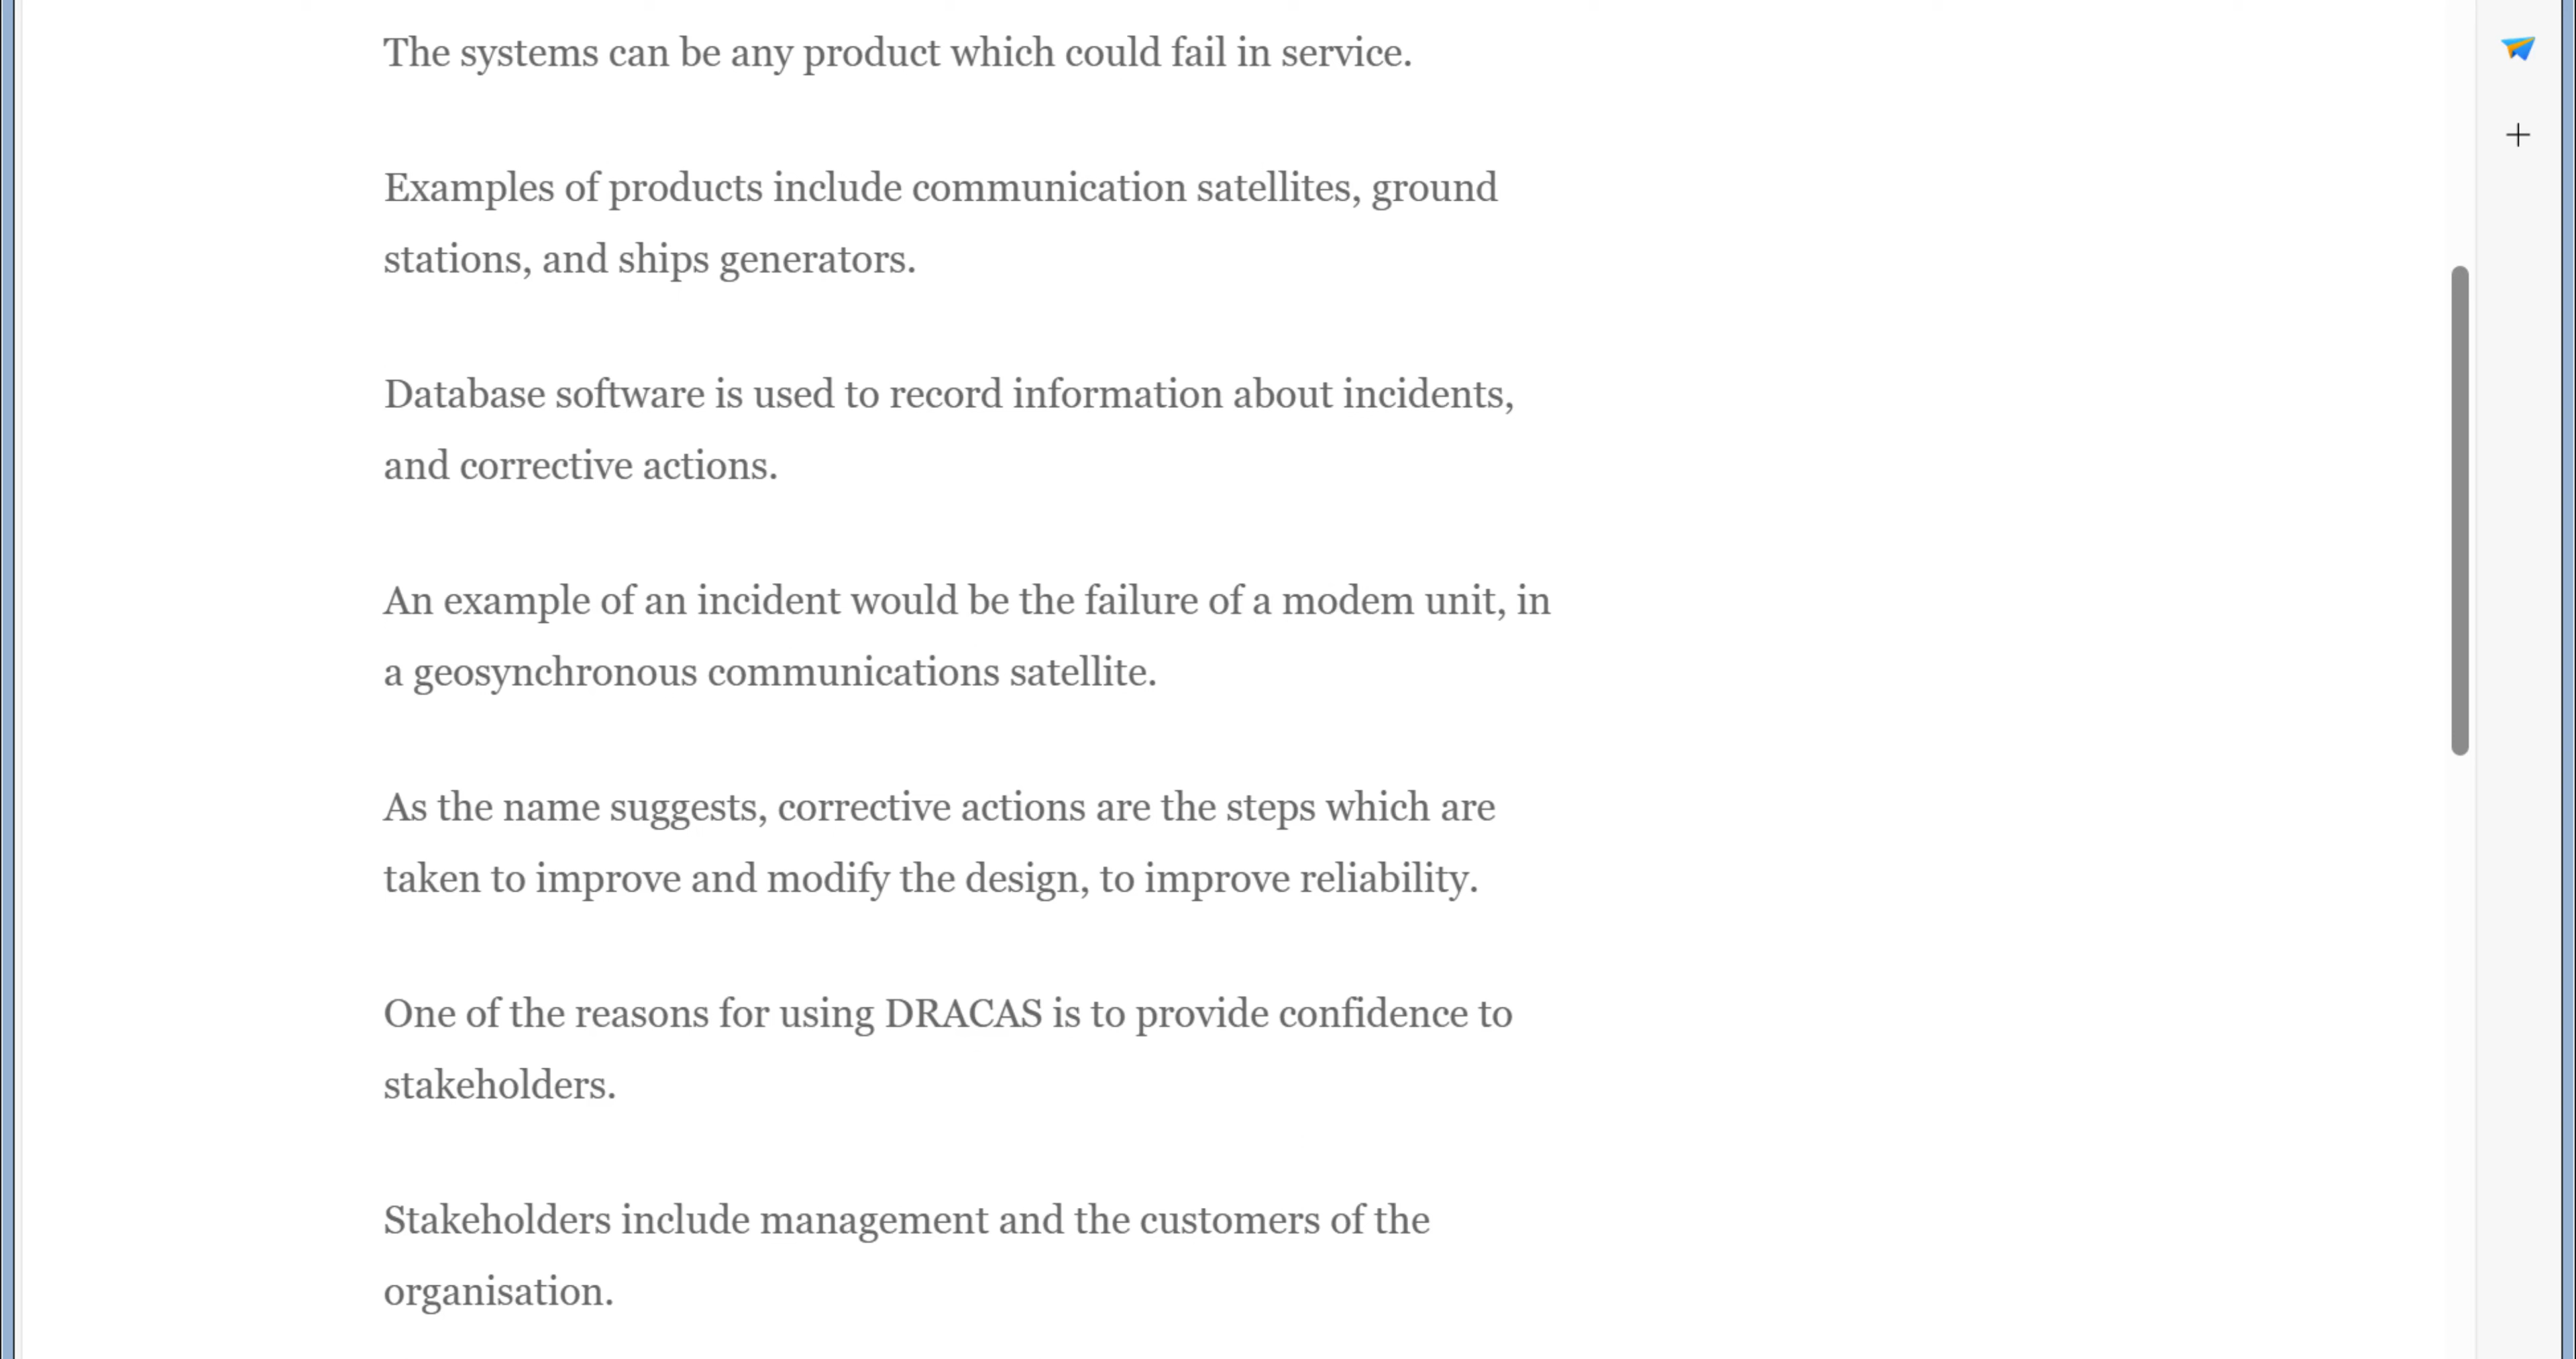 The systems can be any product which could fail in service.
Examples of products include communication satellites, ground
stations, and ships generators.
Database software is used to record information about incidents,
and corrective actions.
An example of an incident would be the failure of a modem unit, in
a geosynchronous communications satellite.
As the name suggests, corrective actions are the steps which are
taken to improve and modify the design, to improve reliability.
One of the reasons for using DRACAS is to provide confidence to
stakeholders.
Stakeholders include management and the customers of the
organisation.